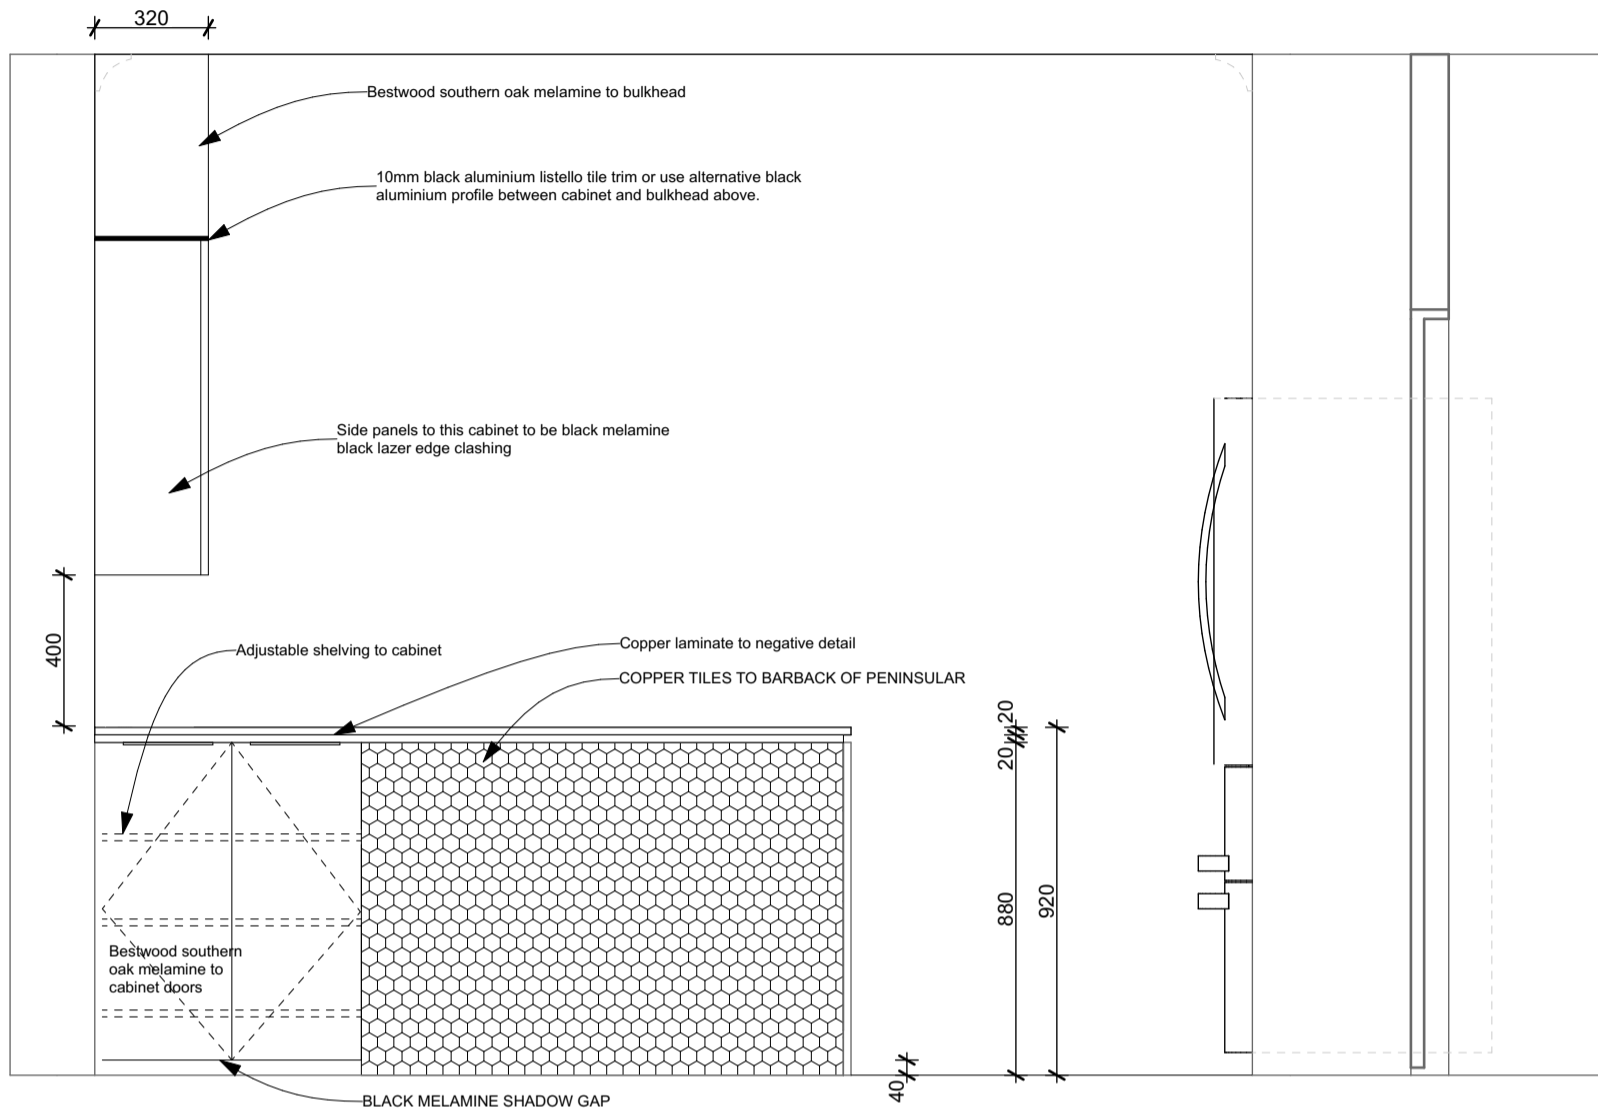 320
Bestwood southern oak melamine to bulkhead
10mm black aluminium listello tile trim or use alternative black
aluminium profile between cabinet and bulkhead above.
Side panels to this cabinet to be black melamine
black lazer edge clashing
400
Adjustable shelving to cabinet
Copper laminate to negative detail
COPPER TILES TO BARBACK OF PENINSULAR
20
20
880
920
Bestwood southern
oak melamine to
cabinet doors
40
BLACK MELAMINE SHADOW GAP